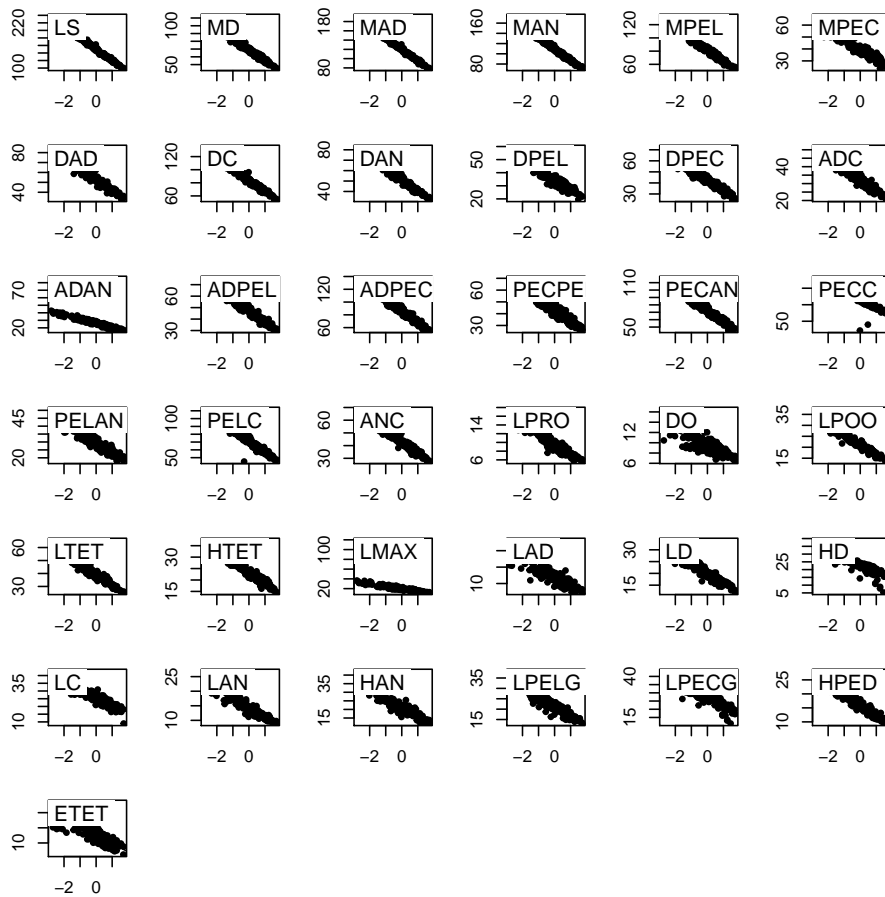 LS MD MAD MAN MPEL MPEC
220 100 100 50 180 80 160 80 120 60 60 30
−2 0 −2 0 −2 0 −2 0 −2 0 −2 0
DAD DC DAN DPEL DPEC ADC
80 40 120 60 80 40 60 20 70 30 50 20
−2 0 −2 0 −2 0 −2 0 −2 0 −2 0
ADAN ADPEL ADPEC PECPE PECAN PECC
70 20 60 30 120 60 60 30 110 50 50
−2 0 −2 0 −2 0 −2 0 −2 0 −2 0
PELAN PELC ANC LPRO DO LPOO
45 20 100 50 60 30 14 6 12 6 35 15
−2 0 −2 0 −2 0 −2 0 −2 0 −2 0
LTET HTET LMAX LAD LD HD
60 30 30 15 100 20 10 30 15 25 5
−2 0 −2 0 −2 0 −2 0 −2 0 −2 0
LC LAN HAN LPELG LPECG HPED
35 10 25 10 35 15 35 15 40 15 25 10
−2 0 −2 0 −2 0 −2 0 −2 0 −2 0
ETET
10
−2 0